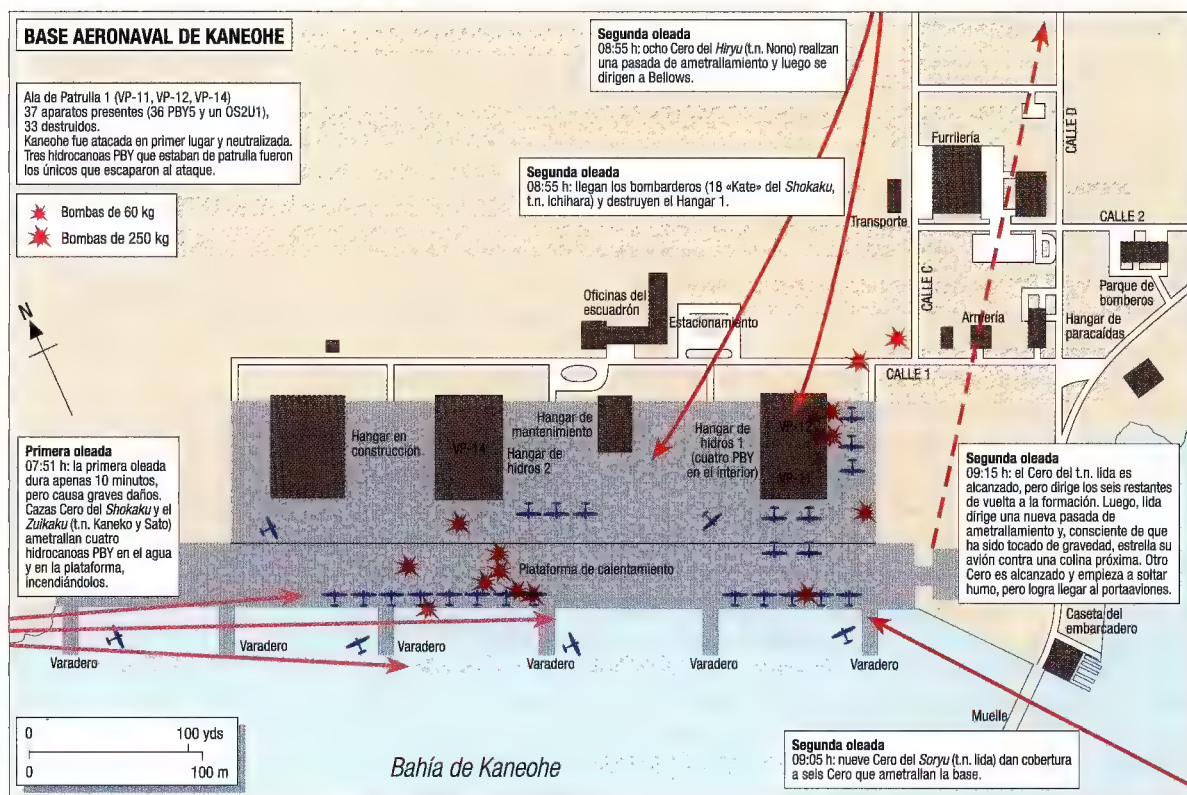 BASE AERONAVAL DE KANEOHE
Ala de Patrulla 1 (VP-11, VP-12, VP-14)
37 aparatos presentes (36 PBY5 y un OS2U1),
33 destruidos.
Kaneohe fue atacada en primer lugar y neutralizada.
Tres hidrocanoas PBY que estaban de patrulla fueron
los únicos que escaparon al ataque.
Bombas de 60 kg
Bombas de 250 kg
N
Segunda oleada
08:55 h: ocho Cero del Hiryu (t.n. Nono) realizan
una pasada de ametrallamiento y luego se
dirigen a Bellows.
Segunda oleada
08:55 h: llegan los bombarderos (18 «Kate» del Shokaku,
t.n. Ichihara) y destruyen el Hangar 1.
Furrilería
CALLE D
Transporte
CALLE 2
CALLE C
Parque de
bomberos
Oficinas del
escuadrón
Estacionamiento
Armería
Hangar de
paracaídas
CALLE 1
Hangar en
construcción
VP-14
Hangar de
hidros 2
Hangar de
mantenimiento
Hangar de
hidros 1
(cuatro PBY
en el interior)
VP-12
VP-11
Primera oleada
07:51 h: la primera oleada
dura apenas 10 minutos,
pero causa graves daños.
Cazas Cero del Shokaku y el
Zuikaku (t.n. Kaneko y Sato)
ametrallan cuatro
hidrocanoas PBY en el agua
y en la plataforma,
incendiándolos.
Segunda oleada
09:15 h: el Cero del t.n. Iida es
alcanzado, pero dirige los seis restantes
de vuelta a la formación. Luego, Iida
dirige una nueva pasada de
ametrallamiento y, consciente de que
ha sido tocado de gravedad, estrella su
avión contra una colina próxima. Otro
Cero es alcanzado y empieza a soltar
humo, pero logra llegar al portaaviones.
Plataforma de calentamiento
Caseta del
embarcadero
Varadero
Varadero
Varadero
Varadero
Varadero
Varadero
Muelle
0 100 yds
0 100 m
Bahía de Kaneohe
Segunda oleada
09:05 h: nueve Cero del Soryu (t.n. Iida) dan cobertura
a seis Cero que ametrallan la base.